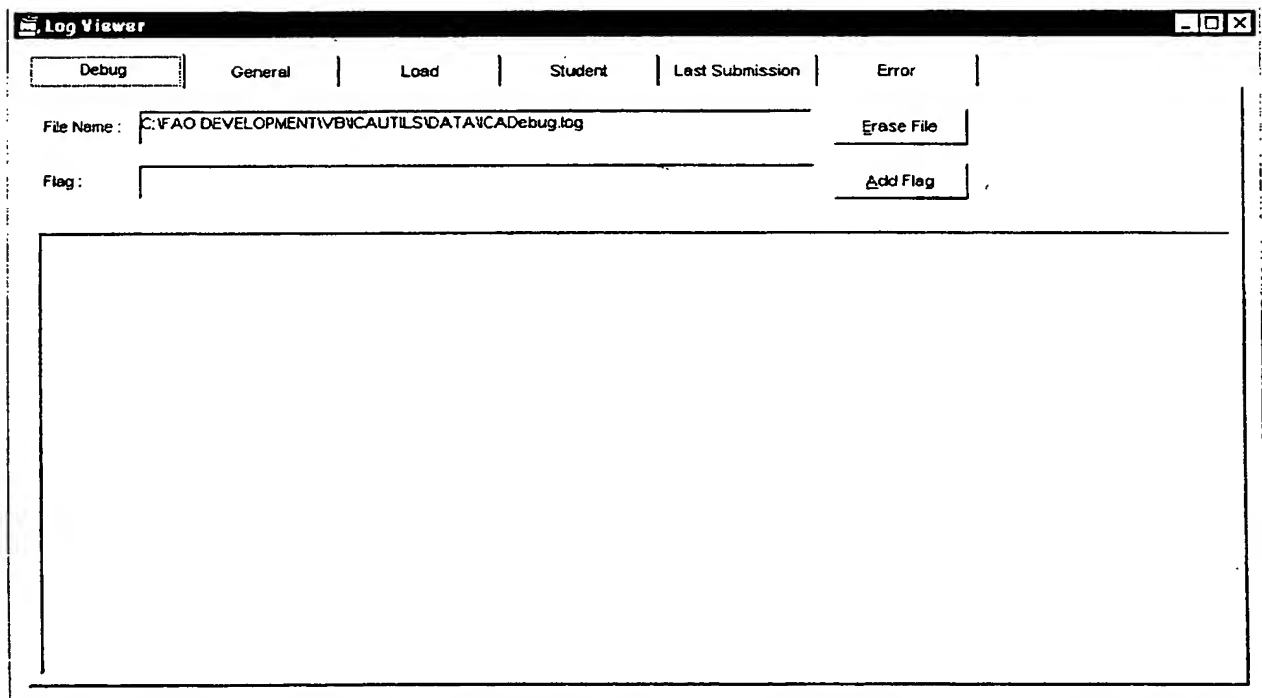 Log Viewer
Debug General Load Student Last Submission Error
File Name : C:\FAO DEVELOPMENT\VB\ICAUTILS\DATA\ICADebug.log Erase File
Flag : Add Flag